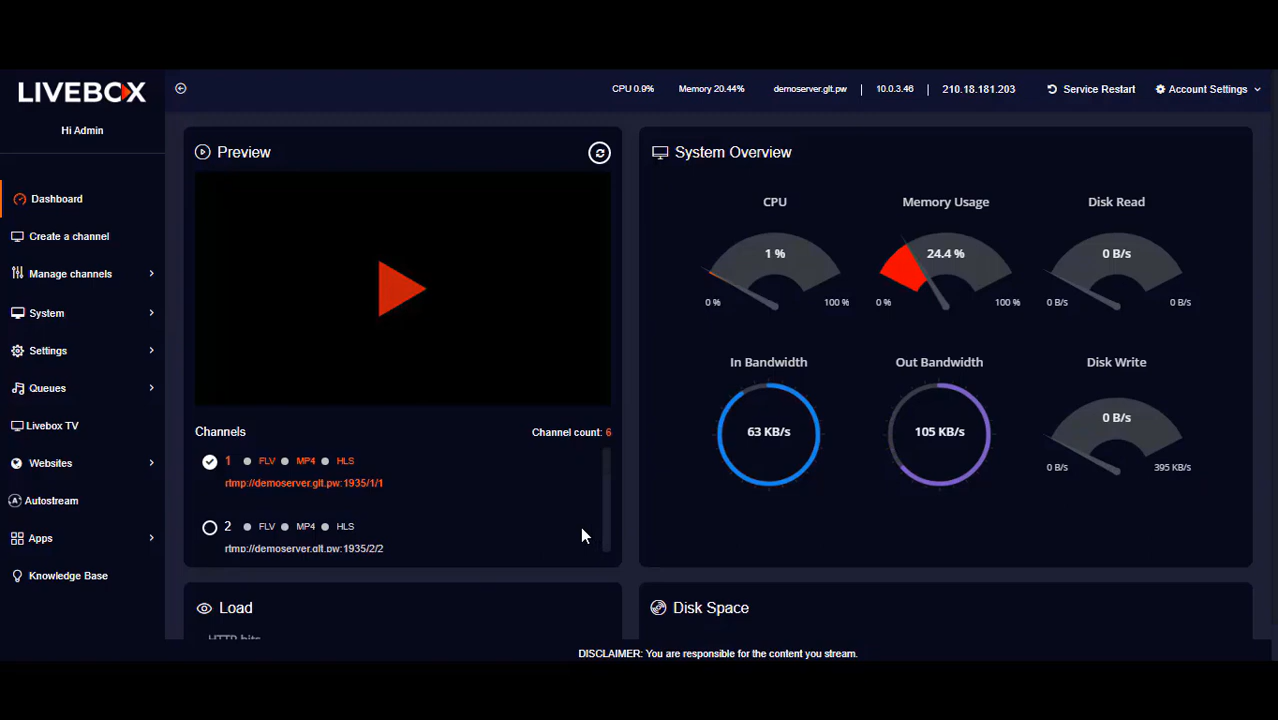 LIVEBOX
Hi Admin
CPU 0.9%
Memory 20.44%
demoserver.glt.pw
10.0.3.46
210.18.181.203
Service Restart
Account Settings
Dashboard
Create a channel
Manage channels
System
Settings
Queues
Livebox TV
Websites
Autostream
Apps
Knowledge Base
Preview
Channels
Channel count: 6
1 FLV MP4 HLS
rtmp://demoserver.glt.pw:1935/1/1
2 FLV MP4 HLS
rtmp://demoserver.glt.pw:1935/2/2
System Overview
CPU
Memory Usage
Disk Read
1 %
24.4 %
0 B/s
0 %
100 %
0 %
100 %
0 B/s
0 B/s
In Bandwidth
Out Bandwidth
Disk Write
63 KB/s
105 KB/s
0 B/s
0 B/s
395 KB/s
Load
HTTP hits
Disk Space
DISCLAIMER: You are responsible for the content you stream.